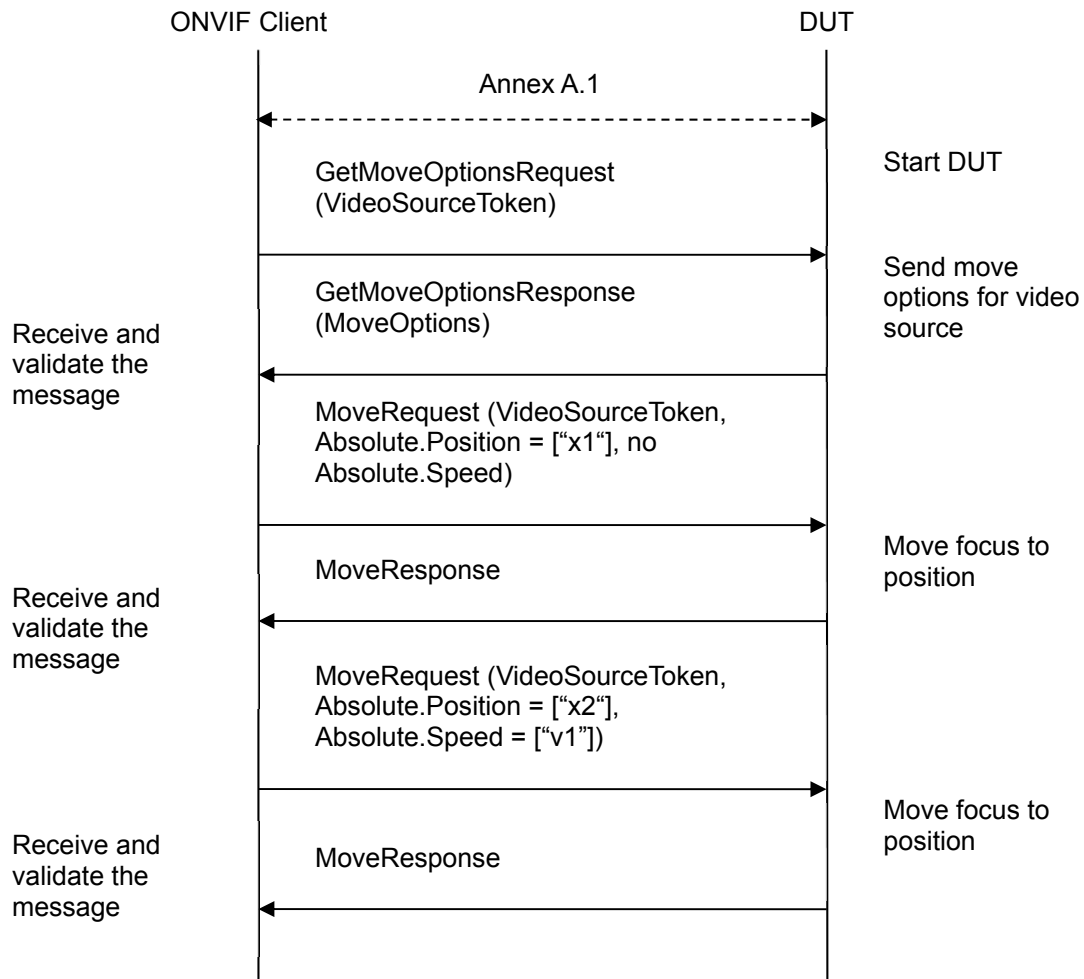 ONVIF Client
DUT
Annex A.1
Start DUT
GetMoveOptionsRequest
(VideoSourceToken)
Send move
options for video
source
GetMoveOptionsResponse
(MoveOptions)
Receive and
validate the
message
MoveRequest (VideoSourceToken,
Absolute.Position = [“x1“], no
Absolute.Speed)
Move focus to
position
MoveResponse
Receive and
validate the
message
MoveRequest (VideoSourceToken,
Absolute.Position = [“x2“],
Absolute.Speed = [“v1”])
Move focus to
position
MoveResponse
Receive and
validate the
message